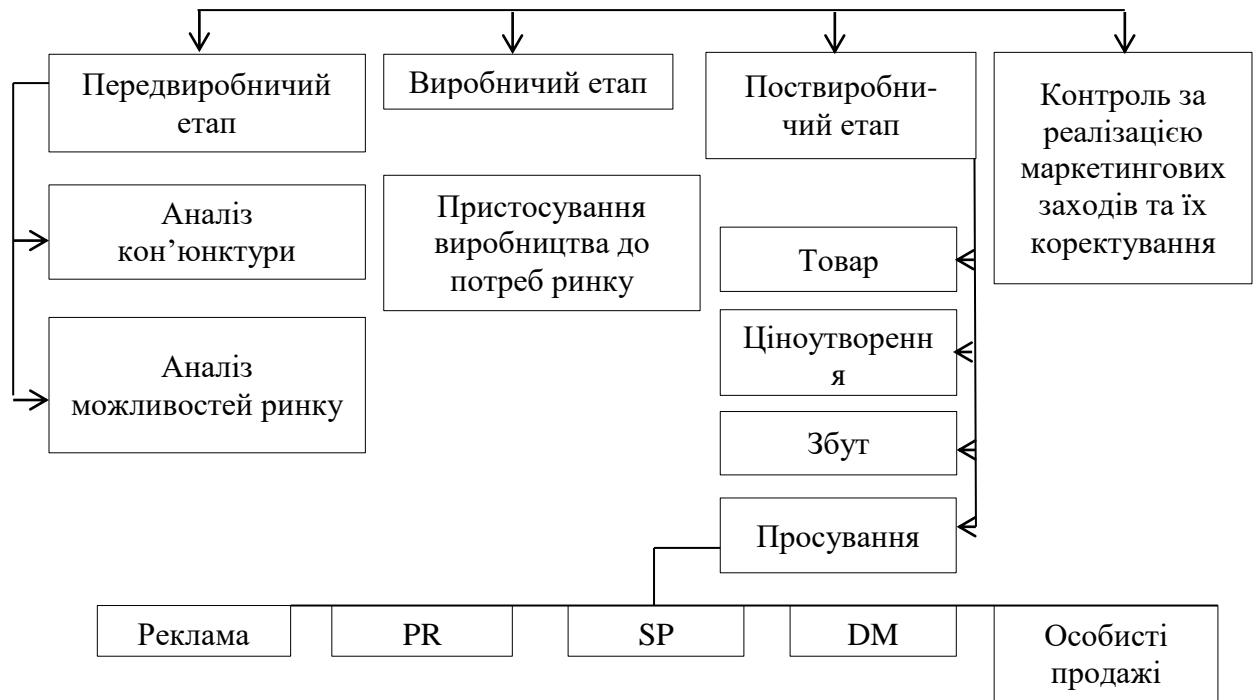 Передвиробничий
етап
Виробничий етап
Поствиробни-
чий етап
Контроль за
реалізацією
маркетингових
заходів та їх
коректування
Аналіз
кон’юнктури
Аналіз
можливостей ринку
Пристосування
виробництва до
потреб ринку
Товар
Ціноутворенн
я
Збут
Просування
Реклама
PR
SP
DM
Особисті
продажі